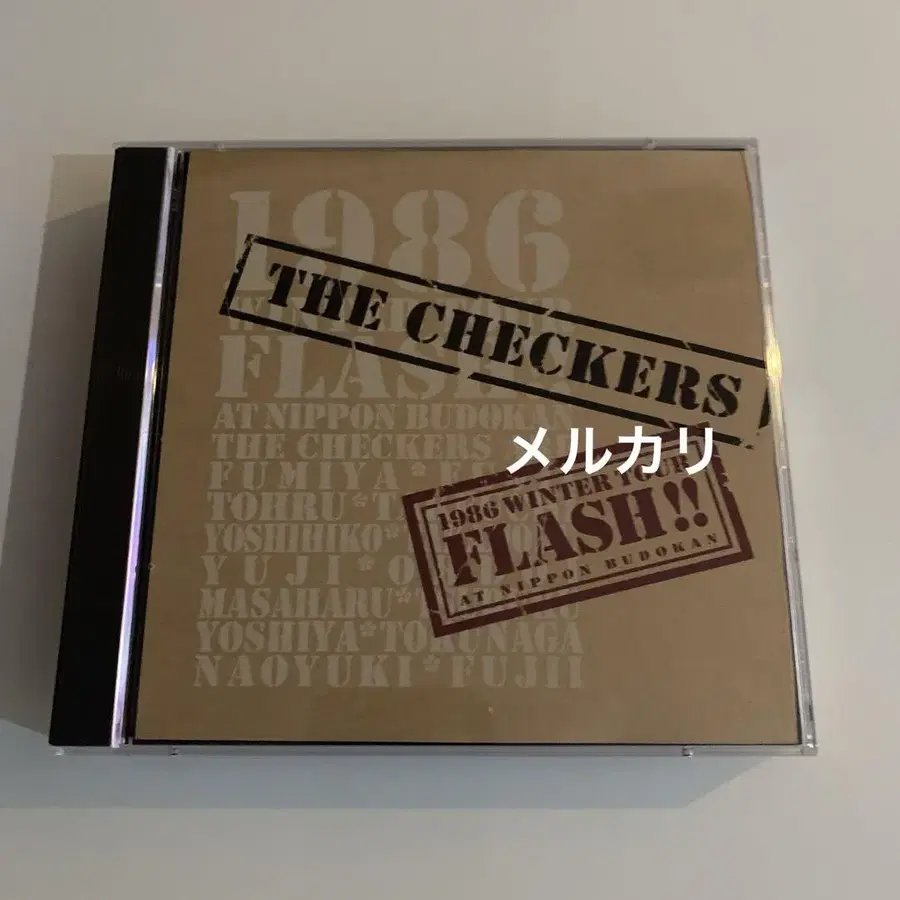 1986
THE CHECKERS
FLASH
AT NIPPON BUDOKAN
THE CHECKERS
メルカリ
FUMIYA*
1986 WINTER TOUR
TOHRU*
FLASH!!
YOSHIHIKO*
AT NIPPON BUDOKAN
YUJI*
MASAHARU*
YOSHIYA*TOKUNAGA
NAOYUKI*FUJII